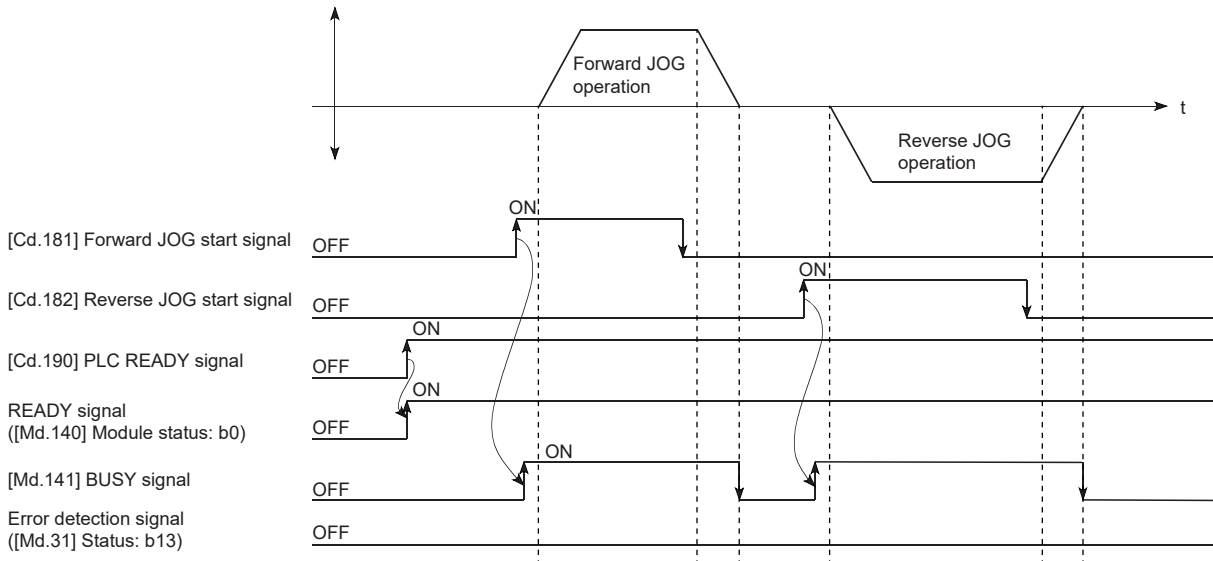 Forward JOG
operation
t
Reverse JOG
operation
ON
[Cd.181] Forward JOG start signal
OFF
ON
[Cd.182] Reverse JOG start signal
OFF
ON
[Cd.190] PLC READY signal
OFF
ON
READY signal
([Md.140] Module status: b0)
OFF
ON
[Md.141] BUSY signal
OFF
Error detection signal
([Md.31] Status: b13)
OFF